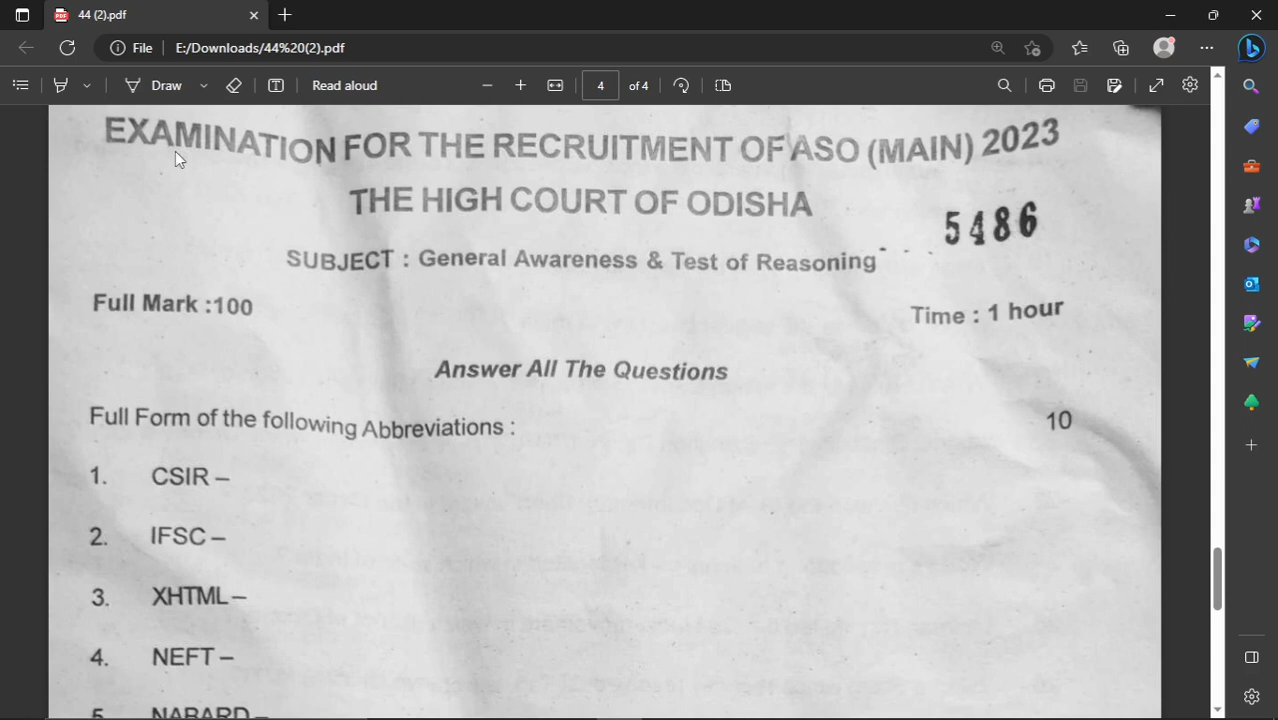 44 (2).pdf
File E:/Downloads/44%20(2).pdf
Draw Read aloud 4 of 4
EXAMINATION FOR THE RECRUITMENT OF ASO (MAIN) 2023
THE HIGH COURT OF ODISHA
5486
SUBJECT : General Awareness & Test of Reasoning
Full Mark :100 Time : 1 hour
Answer All The Questions
Full Form of the following Abbreviations : 10
1. CSIR –
2. IFSC –
3. XHTML –
4. NEFT –
5. NABARD –